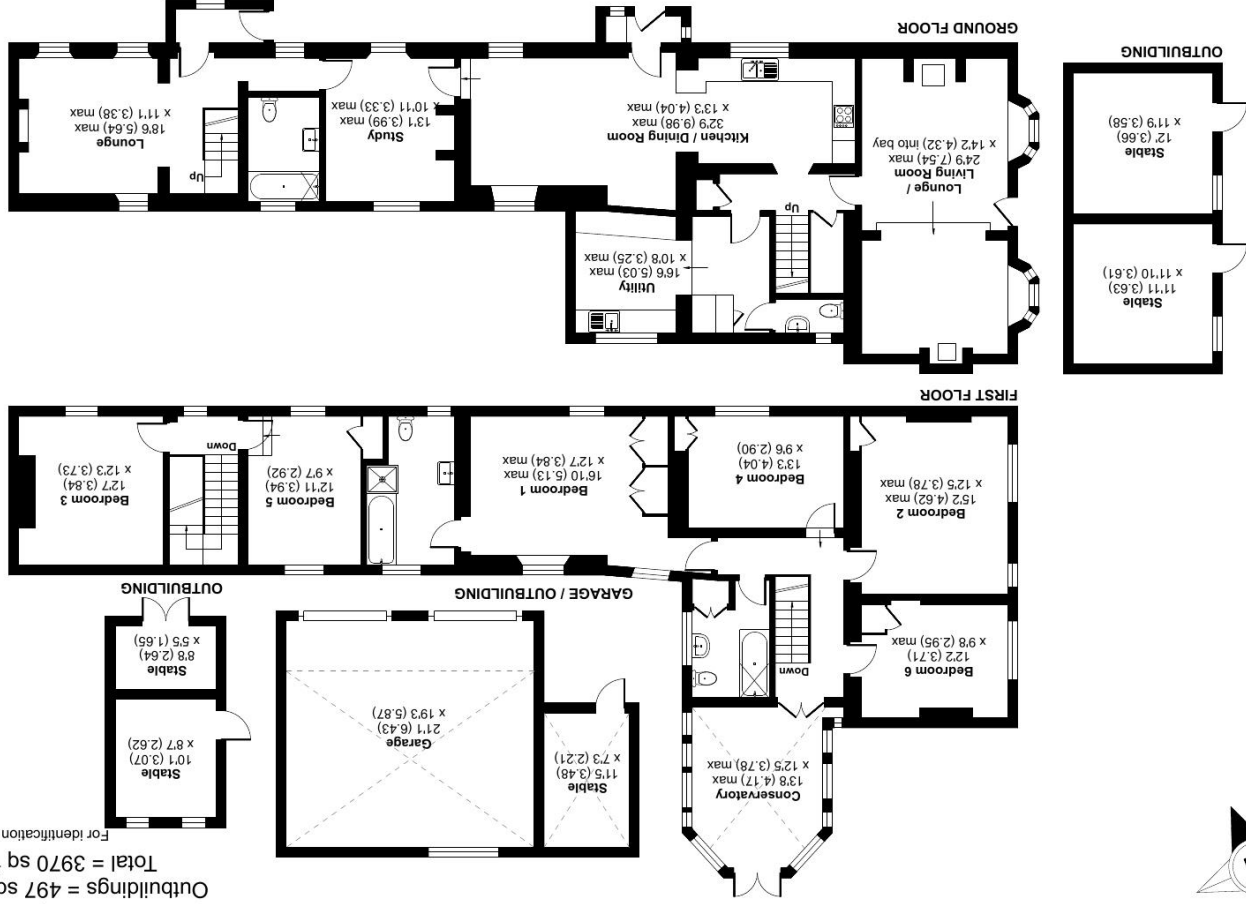 Outbuildings = 497 sq
Total = 3970 sq
For identification
Conservatory
13'8 (4.17) max
x 12'5 (3.78) max
Stable
11'5 (3.48)
x 7'3 (2.21)
Garage
21'1 (6.43)
x 19'3 (5.87)
Stable
10'1 (3.07)
x 8'7 (2.62)
Stable
8'8 (2.64)
x 5'5 (1.65)
GARAGE / OUTBUILDING
OUTBUILDING
Bedroom 6
12'2 (3.71)
x 9'8 (2.95) max
Down
Bedroom 2
15'2 (4.62) max
x 12'5 (3.78) max
Bedroom 4
13'3 (4.04)
x 9'6 (2.90)
Bedroom 1
16'10 (5.13) max
x 12'7 (3.84) max
Bedroom 5
12'11 (3.94)
x 9'7 (2.92)
Down
Bedroom 3
12'7 (3.84)
x 12'3 (3.73)
FIRST FLOOR
Stable
11'11 (3.63)
x 11'10 (3.61)
Stable
12' (3.66)
x 11'9 (3.58)
OUTBUILDING
Lounge /
Living Room
24'9 (7.54) max
x 14'2 (4.32) into bay
Up
Utility
16'6 (5.03) max
x 10'8 (3.25) max
Kitchen / Dining Room
32'9 (9.98) max
x 13'3 (4.04) max
Study
13'1 (3.99) max
x 10'11 (3.33) max
Up
Lounge
18'6 (5.64) max
x 11'1 (3.38) max
GROUND FLOOR